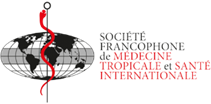 SOCIÉTÉ
FRANCOPHONE
de MÉDECINE
TROPICALE et SANTÉ
INTERNATIONALE